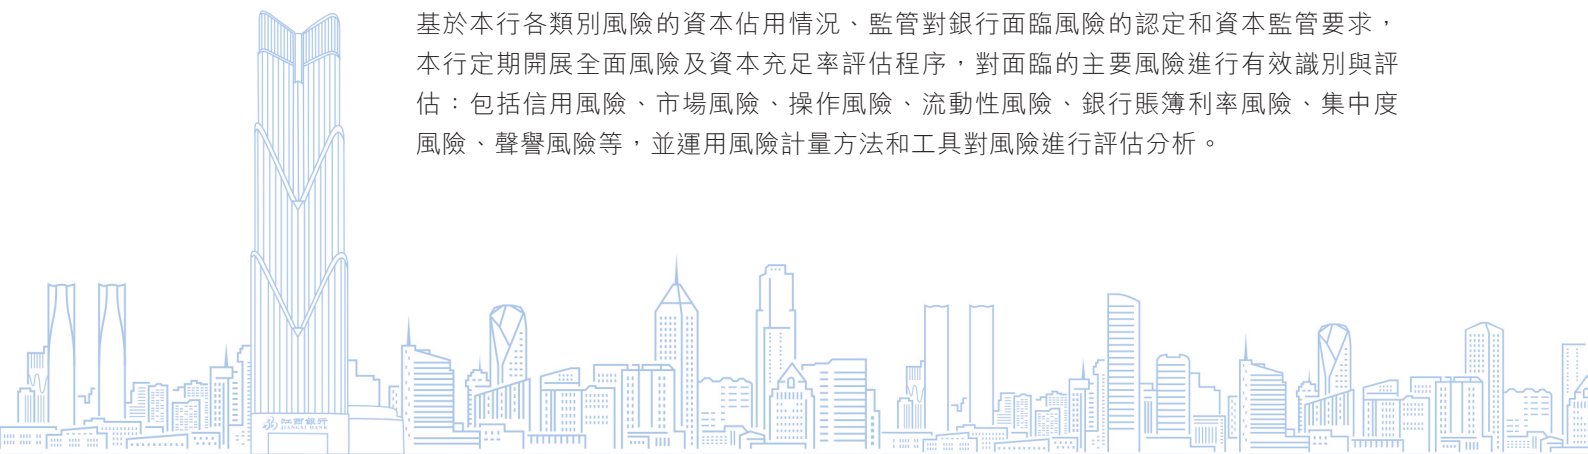 基於本行各類別風險的資本佔用情況、監管對銀行面臨風險的認定和資本監管要求，
本行定期開展全面風險及資本充足率評估程序，對面臨的主要風險進行有效識別與評
估：包括信用風險、市場風險、操作風險、流動性風險、銀行賬簿利率風險、集中度
風險、聲譽風險等，並運用風險計量方法和工具對風險進行評估分析。
江西銀行
JIANGXI BANK